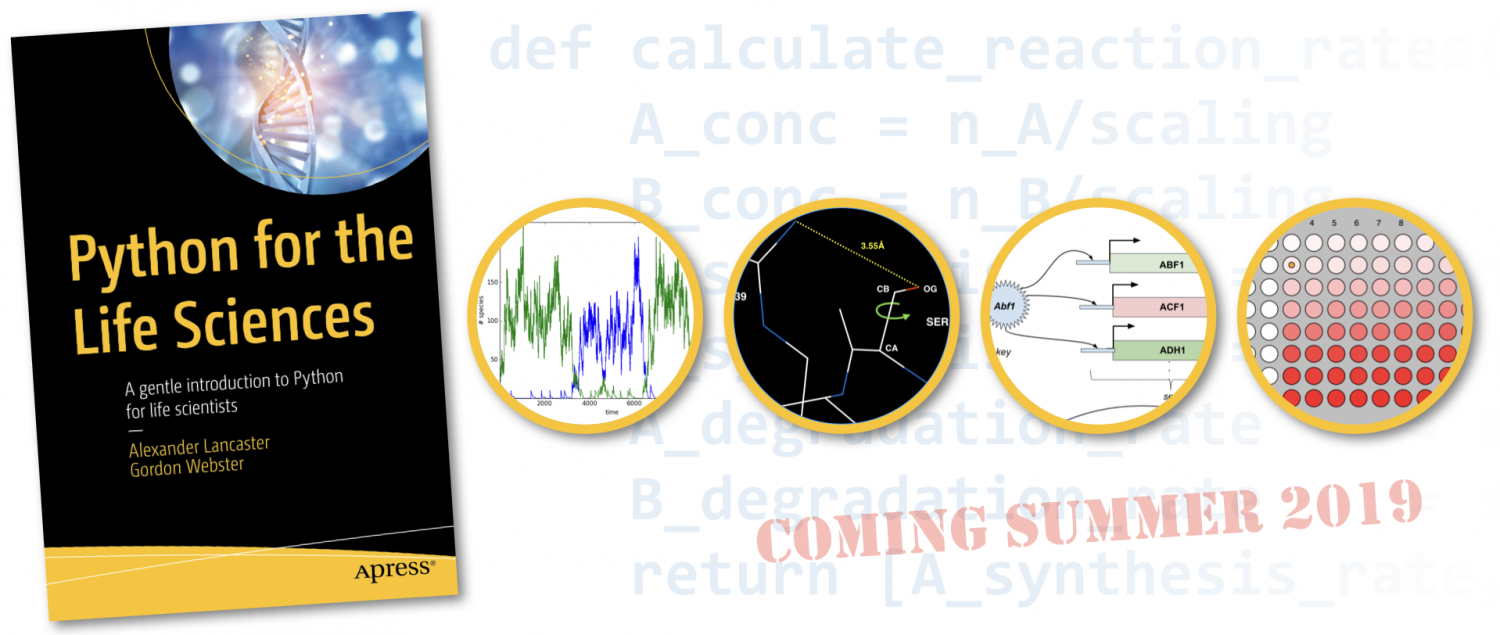 Python for the
Life Sciences
A gentle introduction to Python
for life scientists
Alexander Lancaster
Gordon Webster
Apress®
def calculate_reaction_rates(
A_conc = n_A/scaling
B_conc = n_B/scaling
A_degradation_rate
B_degradation_rate =
return [A_synthesis_rate,
# species
150
100
50
2000
4000
6000
time
3.55Å
39
CB
OG
SER
CA
Abf1
key
ABF1
ACF1
ADH1
4 5 6 7 8
COMING SUMMER 2019